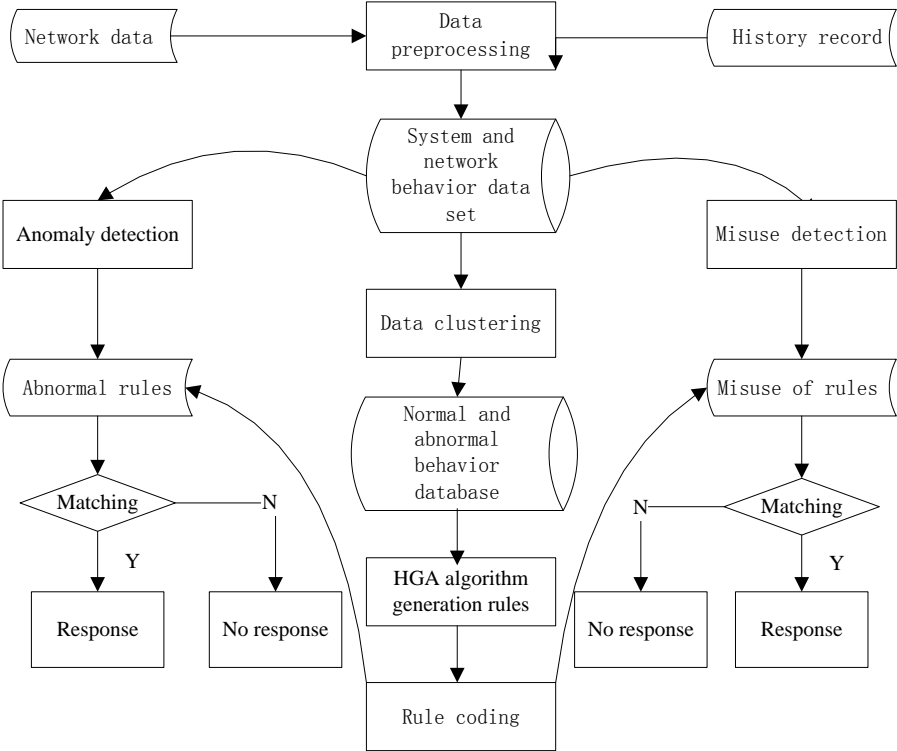 Network data
Data
preprocessing
History record
System and
network
behavior data
set
Anomaly detection
Misuse detection
Data clustering
Abnormal rules
Misuse of rules
Normal and
abnormal
behavior
database
Matching
N
N
Matching
Y
Y
HGA algorithm
generation rules
Response
No response
No response
Response
Rule coding